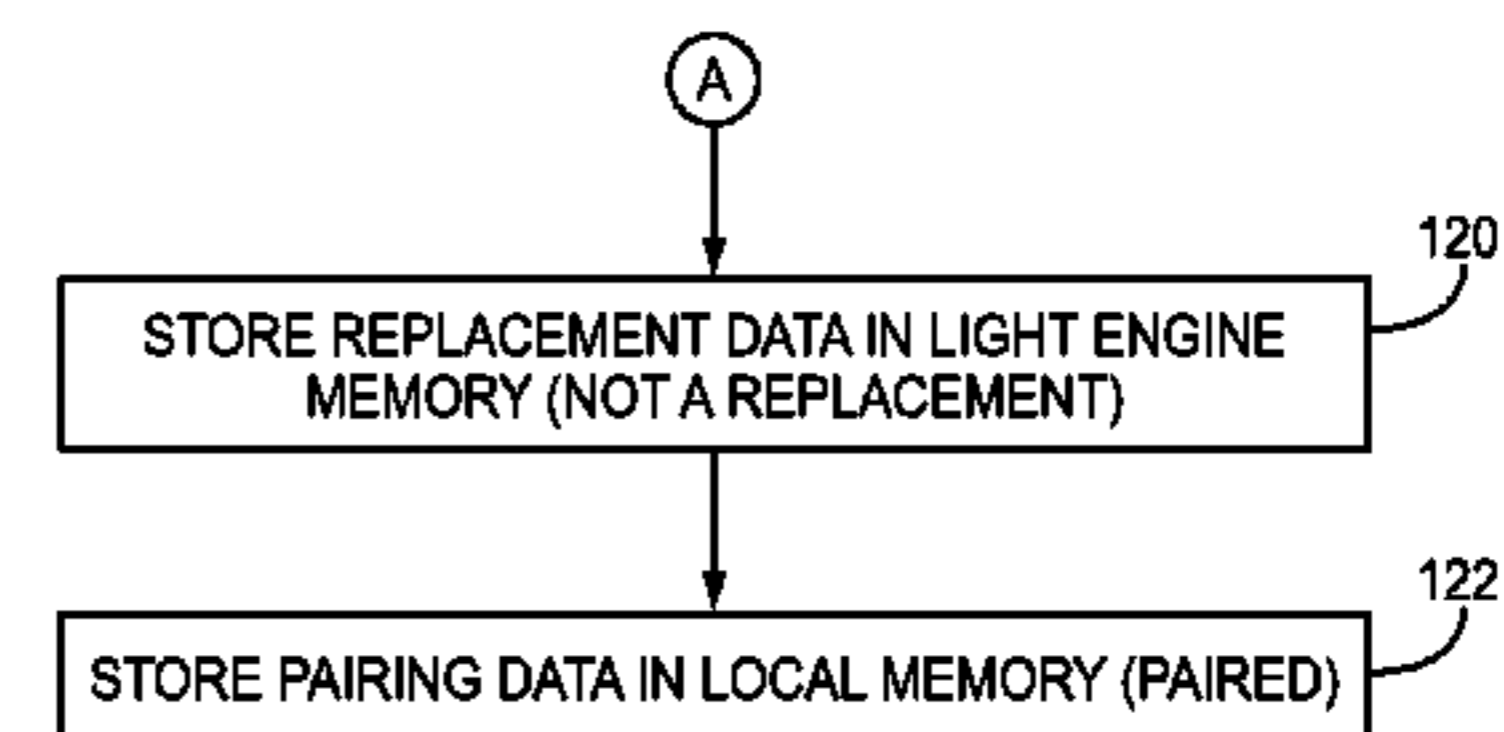 A
120
STORE REPLACEMENT DATA IN LIGHT ENGINE
MEMORY (NOT A REPLACEMENT)
122
STORE PAIRING DATA IN LOCAL MEMORY (PAIRED)